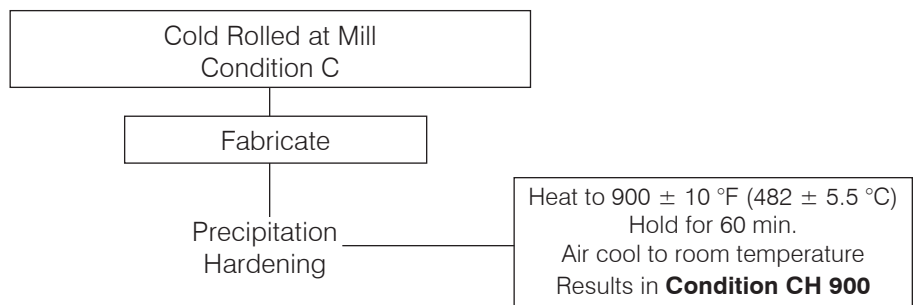 Cold Rolled at Mill
Condition C
Fabricate
Precipitation
Hardening
Heat to 900 ± 10 °F (482 ± 5.5 °C)
Hold for 60 min.
Air cool to room temperature
Results in Condition CH 900